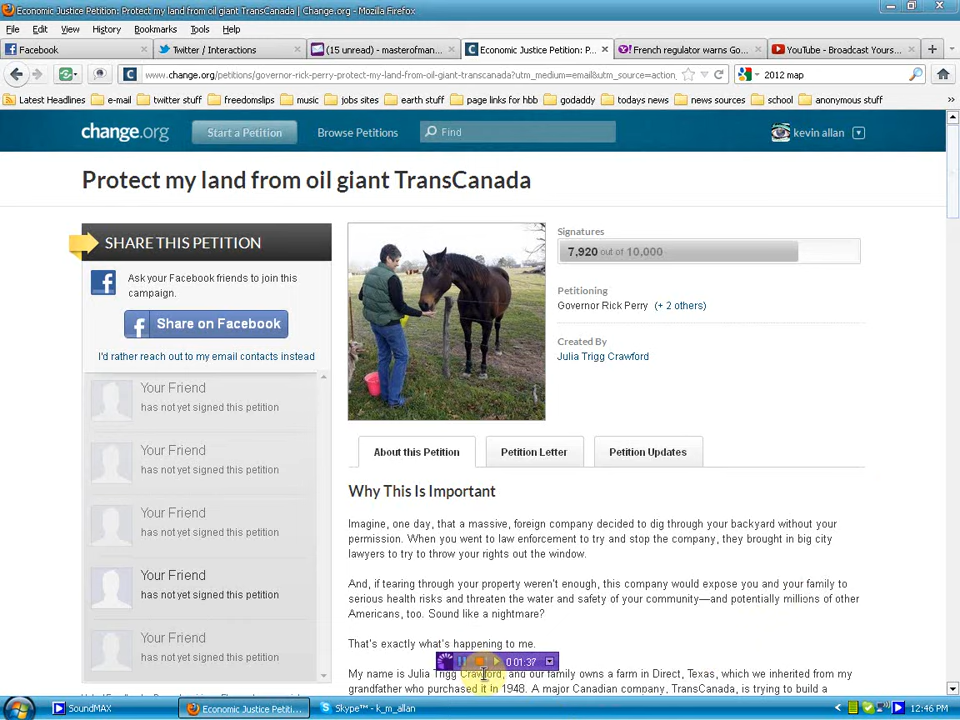 Economic Justice Petition: Protect my land from oil giant TransCanada | Change.org - Mozilla Firefox
File Edit View History Bookmarks Tools Help
Facebook
Twitter / Interactions
(15 unread) - masterofman...
Economic Justice Petition: P...
French regulator warns Go...
YouTube - Broadcast Yours...
www.change.org/petitions/governor-rick-perry-protect-my-land-from-oil-giant-transcanada?utm_medium=email&utm_source=action_
2012 map
Latest Headlines e-mail twitter stuff freedomslips music jobs sites earth stuff page links for hbb godaddy todays news news sources school anonymous stuff
change.org
Start a Petition
Browse Petitions
Find
kevin allan
Protect my land from oil giant TransCanada
SHARE THIS PETITION
Ask your Facebook friends to join this
campaign.
Share on Facebook
I'd rather reach out to my email contacts instead
Your Friend
has not yet signed this petition
Your Friend
has not yet signed this petition
Your Friend
has not yet signed this petition
Your Friend
has not yet signed this petition
Your Friend
has not yet signed this petition
Signatures
7,920 out of 10,000
Petitioning
Governor Rick Perry (+ 2 others)
Created By
Julia Trigg Crawford
About this Petition
Petition Letter
Petition Updates
Why This Is Important
Imagine, one day, that a massive, foreign company decided to dig through your backyard without your
permission. When you went to law enforcement to try and stop the company, they brought in big city
lawyers to try to throw your rights out the window.
And, if tearing through your property weren't enough, this company would expose you and your family to
serious health risks and threaten the water and safety of your community—and potentially millions of other
Americans, too. Sound like a nightmare?
That's exactly what's happening to me.
0:01:37
My name is Julia Trigg Crawford, and our family owns a farm in Direct, Texas, which we inherited from my
grandfather who purchased it in 1948. A major Canadian company, TransCanada, is trying to build a
SoundMAX
Economic Justice Petiti...
Skype™ - k_m_allan
12:46 PM